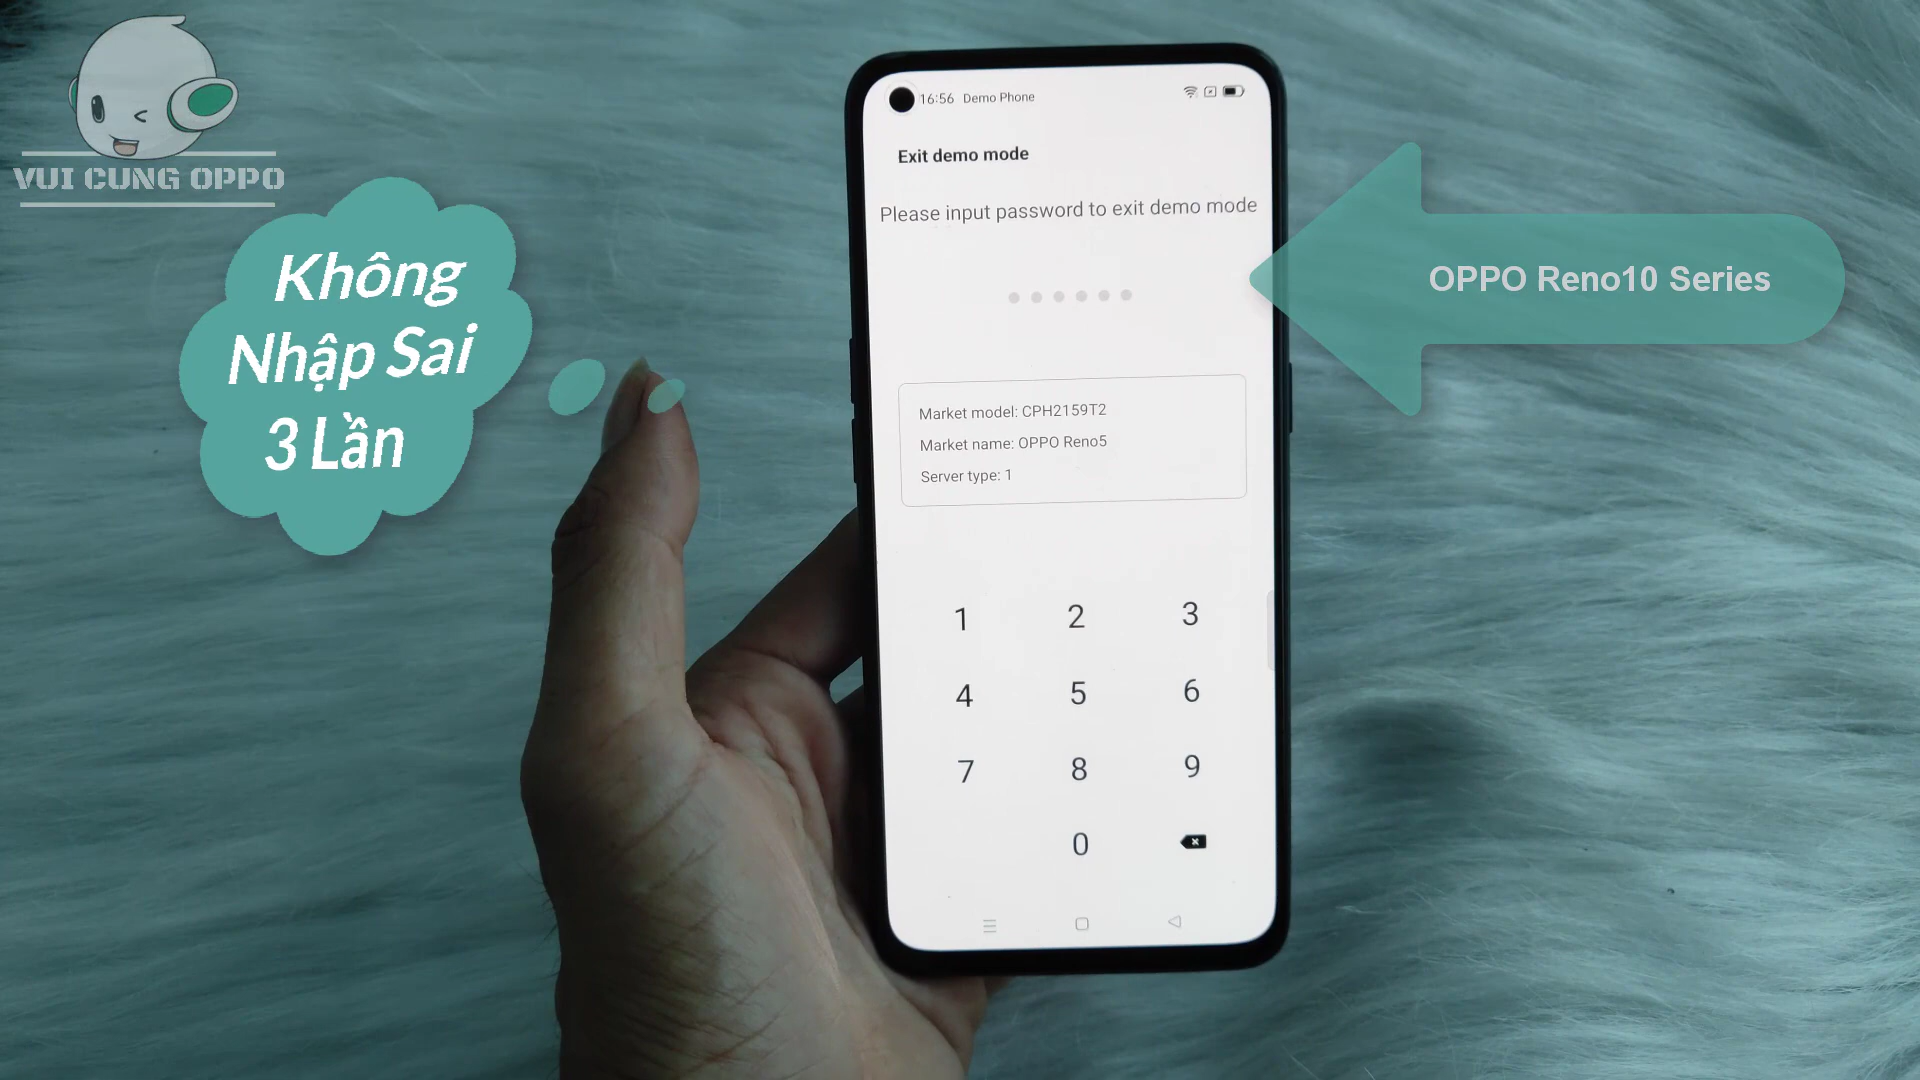 VUI CUNG OPPO
Không
Nhập Sai
3 Lần
16:56 Demo Phone
Exit demo mode
Please input password to exit demo mode
OPPO Reno10 Series
Market model: CPH2159T2
Market name: OPPO Reno5
Server type: 1
1 2 3
4 5 6
7 8 9
0